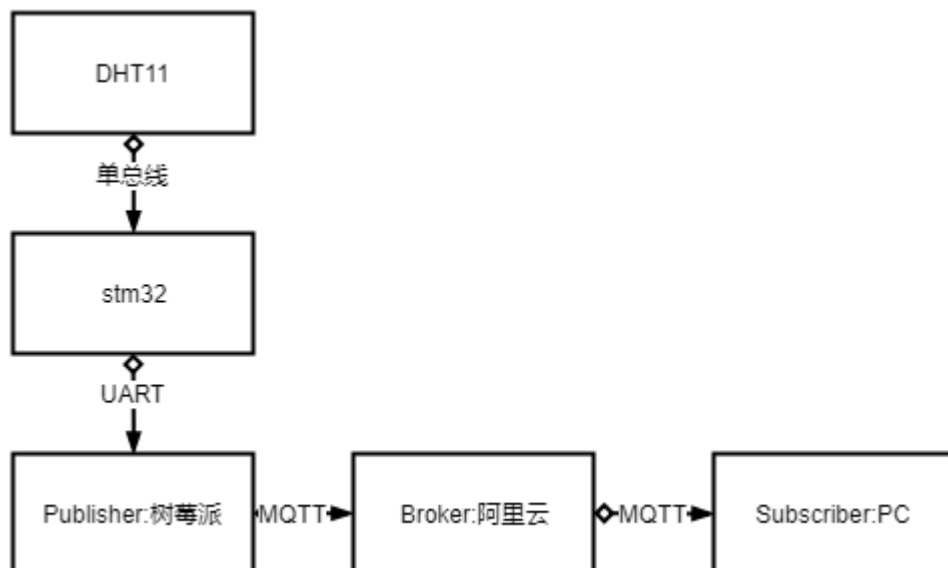 DHT11
单总线
stm32
UART
Publisher:树莓派
MQTT
Broker:阿里云
MQTT
Subscriber:PC